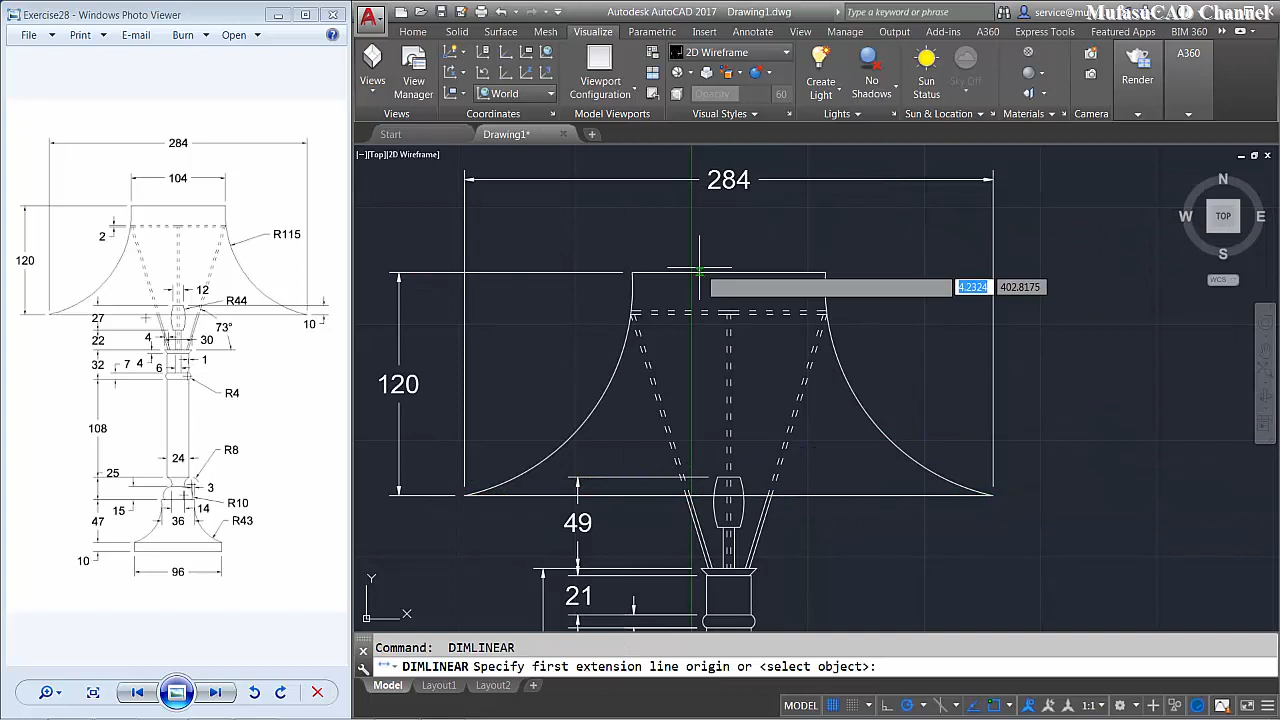 Exercise28 - Windows Photo Viewer
File Print E-mail Burn Open
284
104
2
120
R115
12
R44
27
73°
10
22
4
30
32
7
4
1
6
R4
108
24
R8
25
3
R10
15
14
47
36
R43
10
96
Autodesk AutoCAD 2017 Drawing1.dwg
Type a keyword or phrase
MufasuCAD Channel
Home Solid Surface Mesh Visualize Parametric Insert Annotate View Manage Output Add-ins A360 Express Tools Featured Apps BIM 360
Views
View Manager
Views
World
Coordinates
Viewport Configuration
Model Viewports
2D Wireframe
Opacity 60
Visual Styles
Create Light
No Shadows
Lights
Sun Status
Sky Off
Sun & Location
Materials
Camera
Render
A360
Start
Drawing1*
[−][Top][2D Wireframe]
284
120
49
21
4.2324 402.8175
N
W TOP E
S
WCS
Y
X
Command: DIMLINEAR
DIMLINEAR Specify first extension line origin or <select object>:
Model Layout1 Layout2
MODEL
1:1